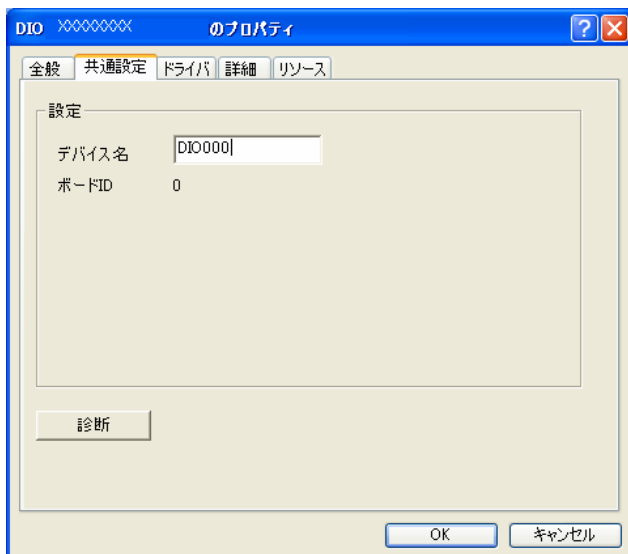 DIO XXXXXXXX のプロパティ
全般 共通設定 ドライバ 詳細 リソース
設定
デバイス名 DIO000
ボードID 0
診断
OK キャンセル